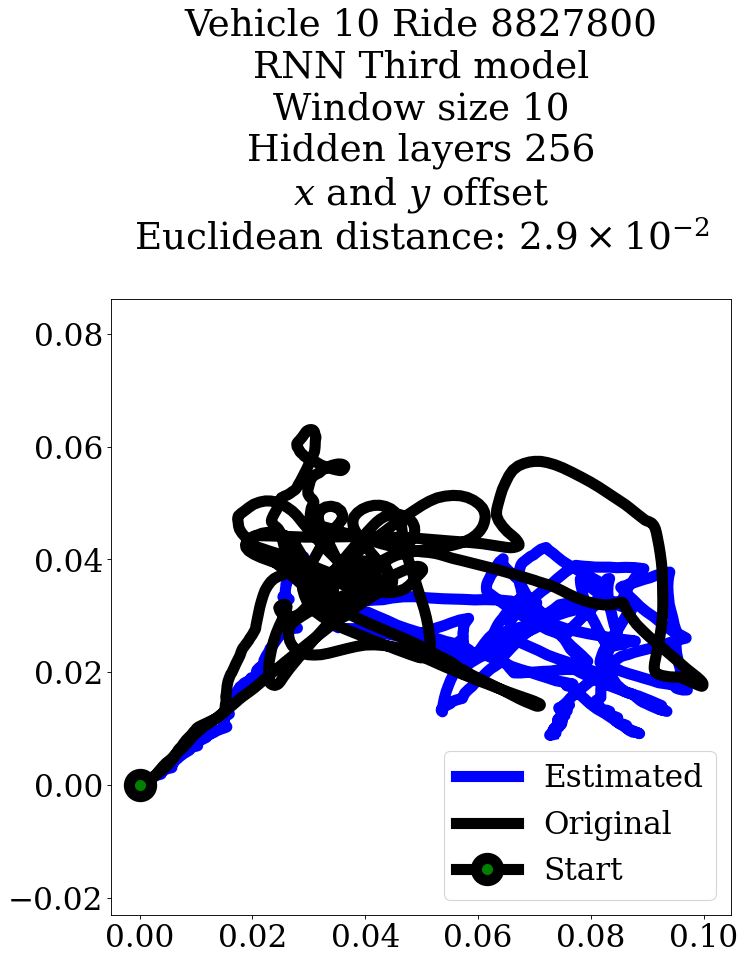 Vehicle 10 Ride 8827800
RNN Third model
Window size 10
Hidden layers 256
x and y offset
Euclidean distance: 2.9 × 10⁻²
0.08
0.06
0.04
0.02
0.00
−0.02
Estimated
Original
Start
0.00 0.02 0.04 0.06 0.08 0.10